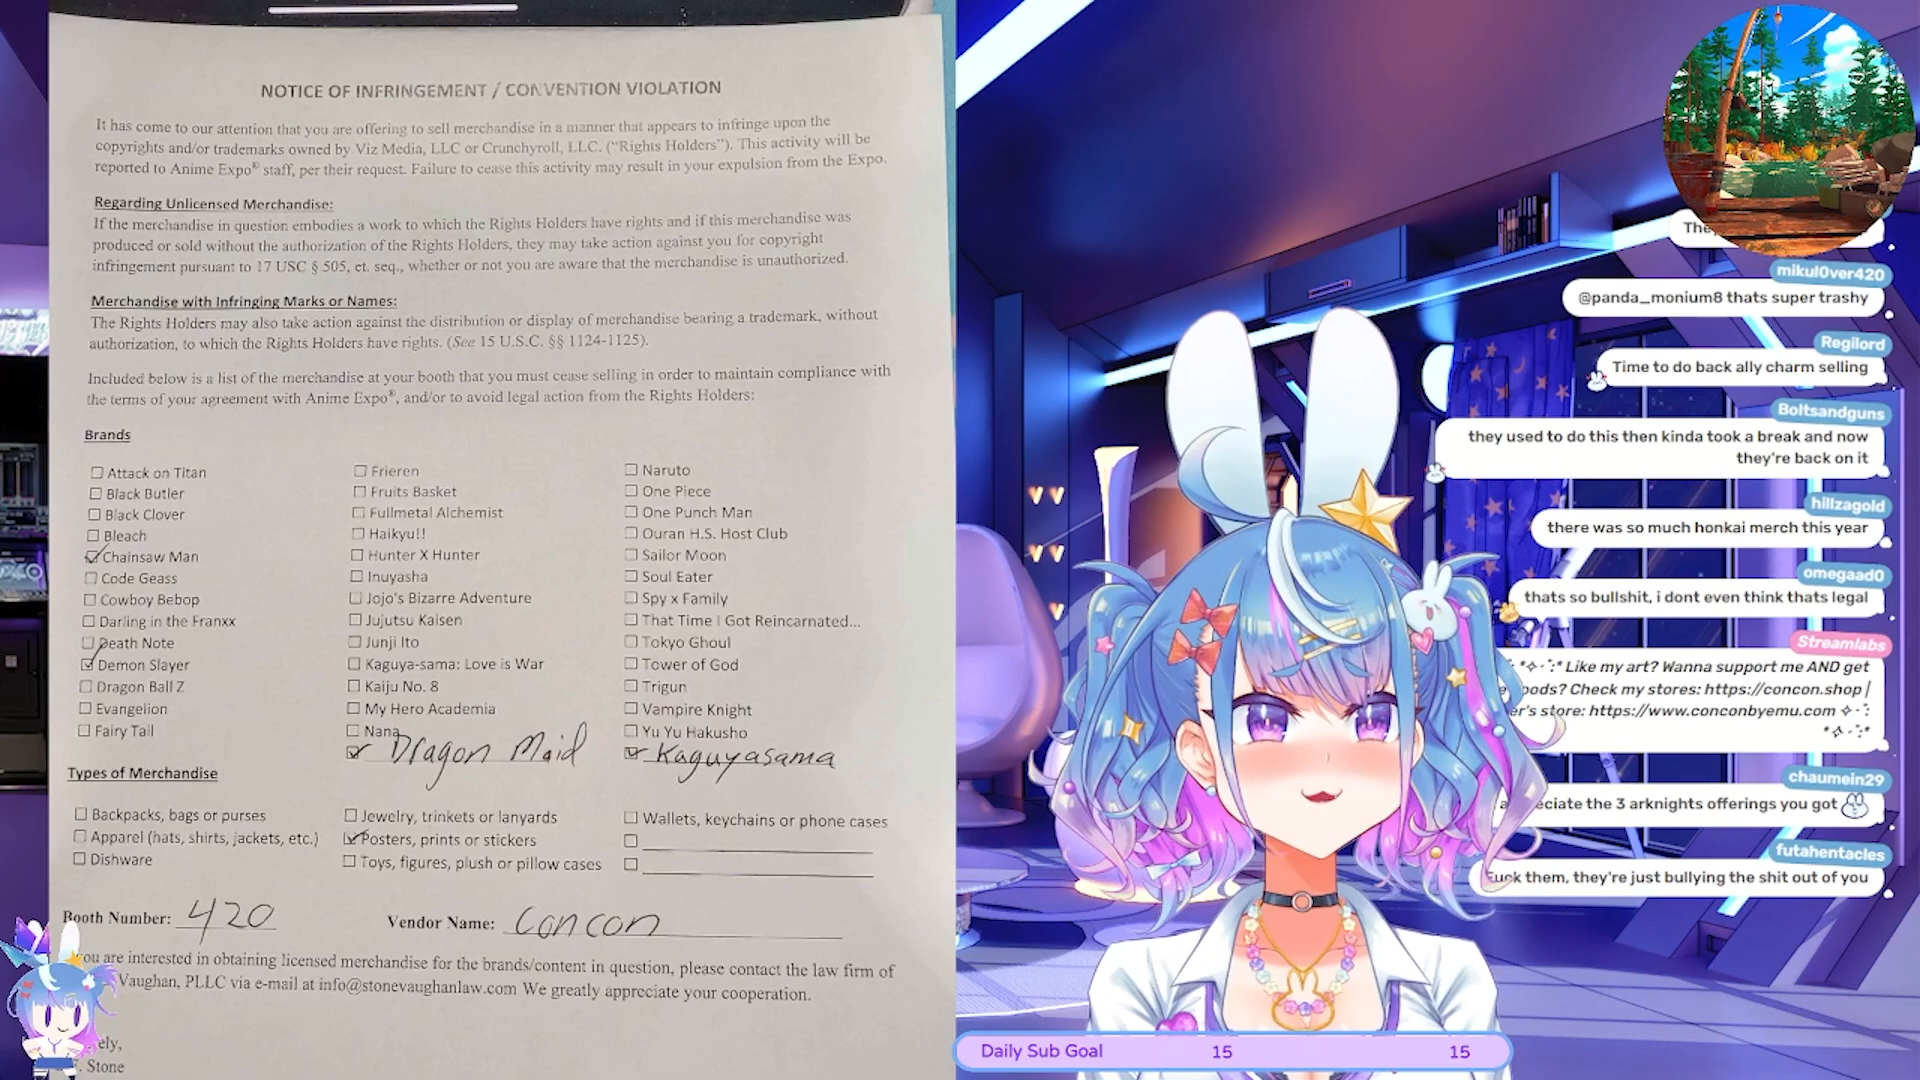 NOTICE OF INFRINGEMENT / CONVENTION VIOLATION
It has come to our attention that you are offering to sell merchandise in a manner that appears to infringe upon the
copyrights and/or trademarks owned by Viz Media, LLC or Crunchyroll, LLC. ("Rights Holders"). This activity will be
reported to Anime Expo® staff, per their request. Failure to cease this activity may result in your expulsion from the Expo.
Regarding Unlicensed Merchandise:
If the merchandise in question embodies a work to which the Rights Holders have rights and if this merchandise was
produced or sold without the authorization of the Rights Holders, they may take action against you for copyright
infringement pursuant to 17 USC § 505, et. seq., whether or not you are aware that the merchandise is unauthorized.
Merchandise with Infringing Marks or Names:
The Rights Holders may also take action against the distribution or display of merchandise bearing a trademark, without
authorization, to which the Rights Holders have rights. (See 15 U.S.C. §§ 1124-1125).
Included below is a list of the merchandise at your booth that you must cease selling in order to maintain compliance with
the terms of your agreement with Anime Expo®, and/or to avoid legal action from the Rights Holders:
Brands
Attack on Titan
Black Butler
Black Clover
Bleach
Chainsaw Man
Code Geass
Cowboy Bebop
Darling in the Franxx
Death Note
Demon Slayer
Dragon Ball Z
Evangelion
Fairy Tail
Frieren
Fruits Basket
Fullmetal Alchemist
Haikyu!!
Hunter X Hunter
Inuyasha
Jojo's Bizarre Adventure
Jujutsu Kaisen
Junji Ito
Kaguya-sama: Love is War
Kaiju No. 8
My Hero Academia
Nana
Dragon Maid
Naruto
One Piece
One Punch Man
Ouran H.S. Host Club
Sailor Moon
Soul Eater
Spy x Family
That Time I Got Reincarnated...
Tokyo Ghoul
Tower of God
Trigun
Vampire Knight
Yu Yu Hakusho
Kaguyasama
Types of Merchandise
Backpacks, bags or purses
Apparel (hats, shirts, jackets, etc.)
Dishware
Jewelry, trinkets or lanyards
Posters, prints or stickers
Toys, figures, plush or pillow cases
Wallets, keychains or phone cases
Booth Number: 420
Vendor Name: Concon
you are interested in obtaining licensed merchandise for the brands/content in question, please contact the law firm of
Vaughan, PLLC via e-mail at info@stonevaughanlaw.com We greatly appreciate your cooperation.
ely,
Stone
The
mikul0ver420
@panda_monium8 thats super trashy
Regilord
Time to do back ally charm selling
Boltsandguns
they used to do this then kinda took a break and now
they're back on it
hillzagold
there was so much honkai merch this year
omegaad0
thats so bullshit, i dont even think thats legal
Streamlabs
Like my art? Wanna support me AND get
oods? Check my stores: https://concon.shop |
er's store: https://www.conconbyemu.com
chaumein29
eciate the 3 arknights offerings you got
futahentacles
Fuck them, they're just bullying the shit out of you
Daily Sub Goal 15 15